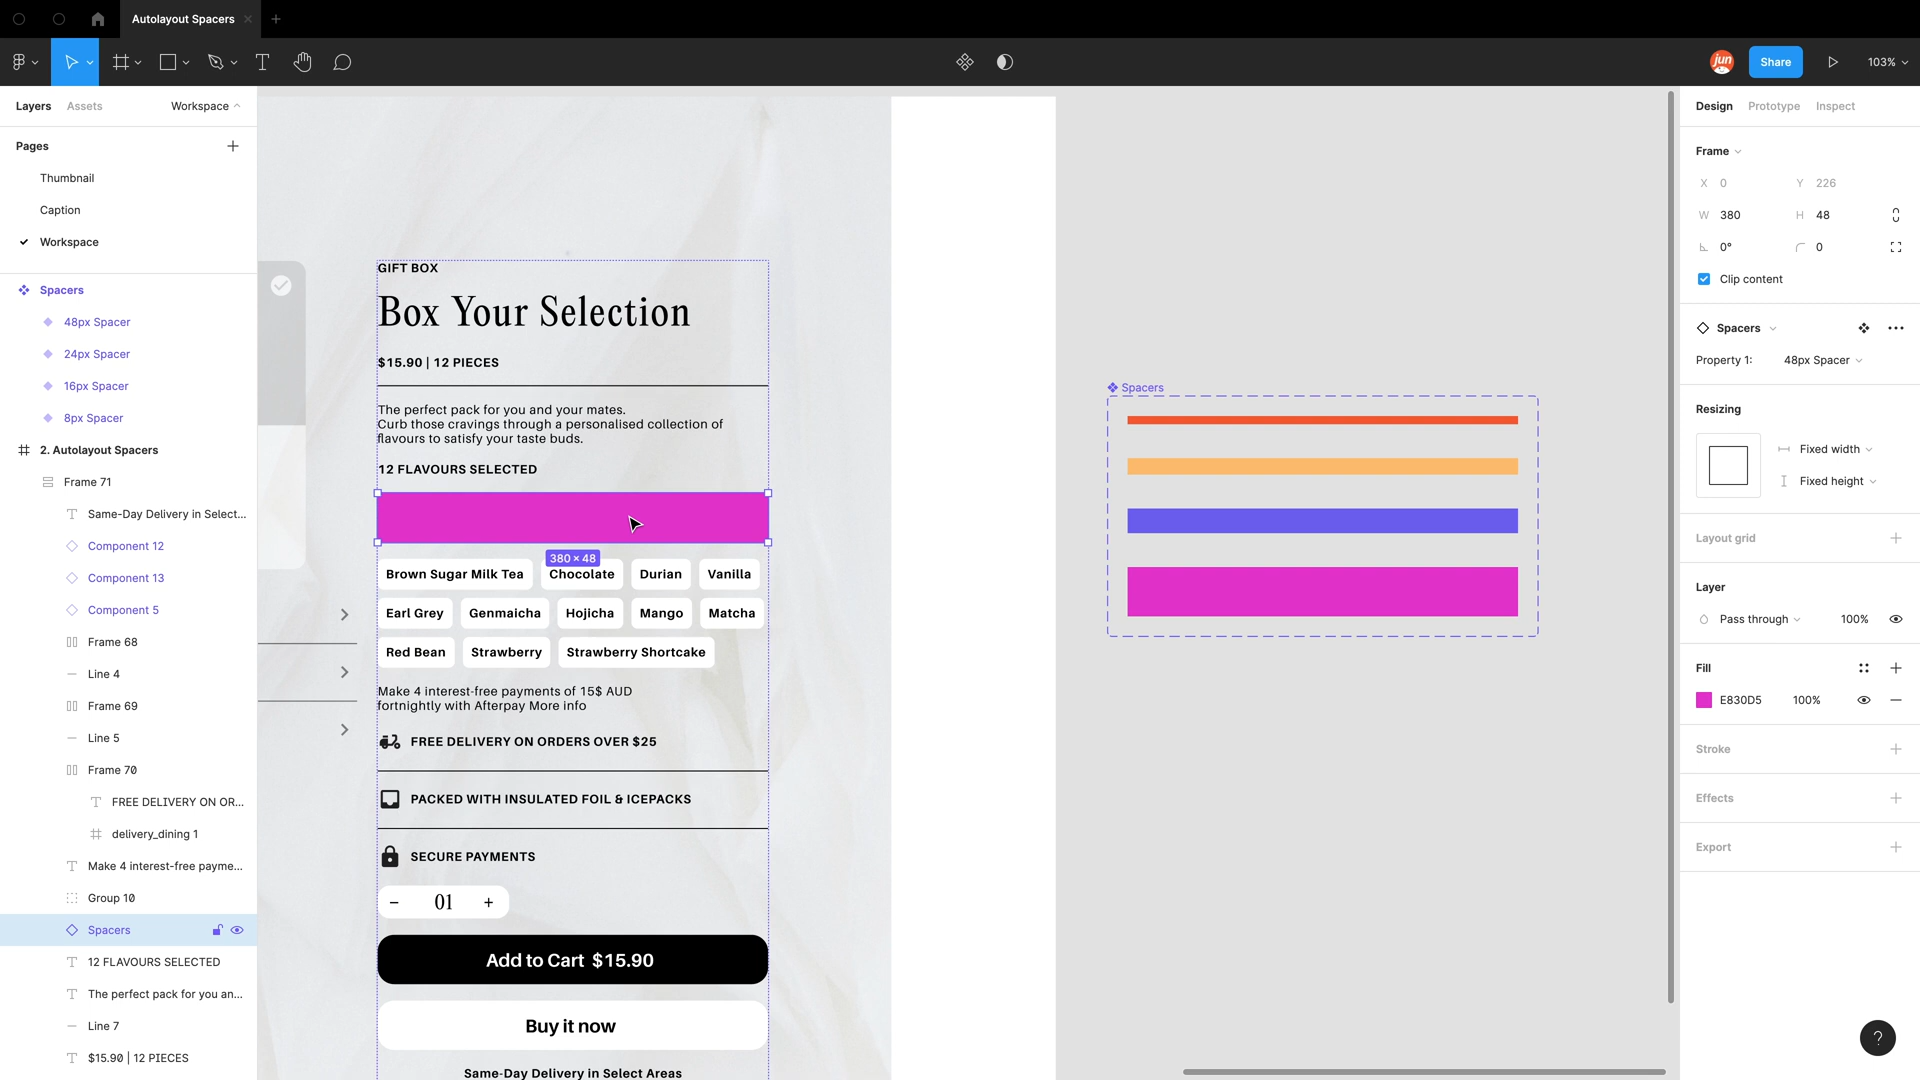 Autolayout Spacers
jun
Share
103%
Layers
Assets
Workspace
Pages
Thumbnail
Caption
Workspace
Spacers
48px Spacer
24px Spacer
16px Spacer
8px Spacer
2. Autolayout Spacers
Frame 71
Same-Day Delivery in Select...
Component 12
Component 13
Component 5
Frame 68
Line 4
Frame 69
Line 5
Frame 70
FREE DELIVERY ON OR...
delivery_dining 1
Make 4 interest-free payme...
Group 10
Spacers
12 FLAVOURS SELECTED
The perfect pack for you an...
Line 7
$15.90 | 12 PIECES
GIFT BOX
Box Your Selection
$15.90 | 12 PIECES
The perfect pack for you and your mates.
Curb those cravings through a personalised collection of
flavours to satisfy your taste buds.
12 FLAVOURS SELECTED
380 × 48
Brown Sugar Milk Tea
Chocolate
Durian
Vanilla
Earl Grey
Genmaicha
Hojicha
Mango
Matcha
Red Bean
Strawberry
Strawberry Shortcake
Make 4 interest-free payments of 15$ AUD
fortnightly with Afterpay More info
FREE DELIVERY ON ORDERS OVER $25
PACKED WITH INSULATED FOIL & ICEPACKS
SECURE PAYMENTS
− 01 +
Add to Cart $15.90
Buy it now
Same-Day Delivery in Select Areas
Spacers
Design
Prototype
Inspect
Frame
X 0
Y 226
W 380
H 48
0°
0
Clip content
Spacers
Property 1:
48px Spacer
Resizing
Fixed width
Fixed height
Layout grid
Layer
Pass through
100%
Fill
E830D5
100%
Stroke
Effects
Export
?